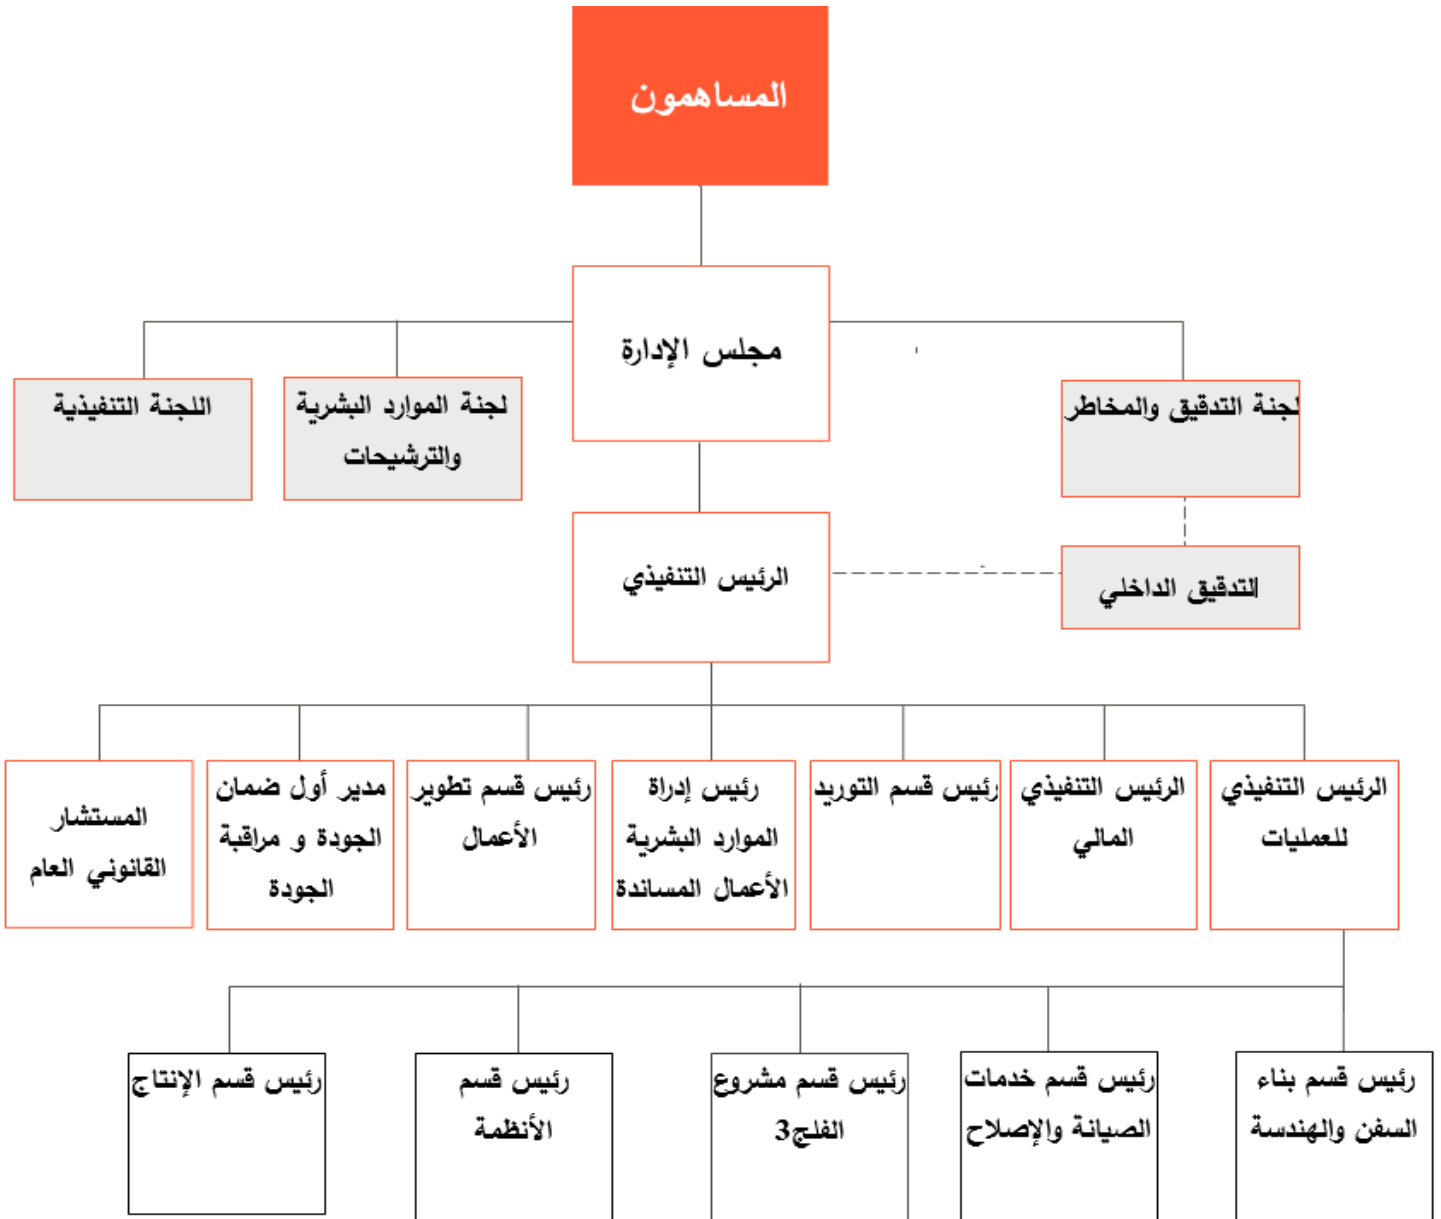 المساهمون
مجلس الإدارة
لجنة التدقيق والمخاطر
لجنة الموارد البشرية
والترشيحات
اللجنة التنفيذية
الرئيس التنفيذي
التدقيق الداخلي
الرئيس التنفيذي
للعمليات
الرئيس التنفيذي
المالي
رئيس قسم التوريد
رئيس إدراة
الموارد البشرية
الأعمال المساندة
رئيس قسم تطوير
الأعمال
مدير أول ضمان
الجودة و مراقبة
الجودة
المستشار
القانوني العام
رئيس قسم بناء
السفن والهندسة
رئيس قسم خدمات
الصيانة والإصلاح
رئيس قسم مشروع
الفلج3
رئيس قسم
الأنظمة
رئيس قسم الإنتاج